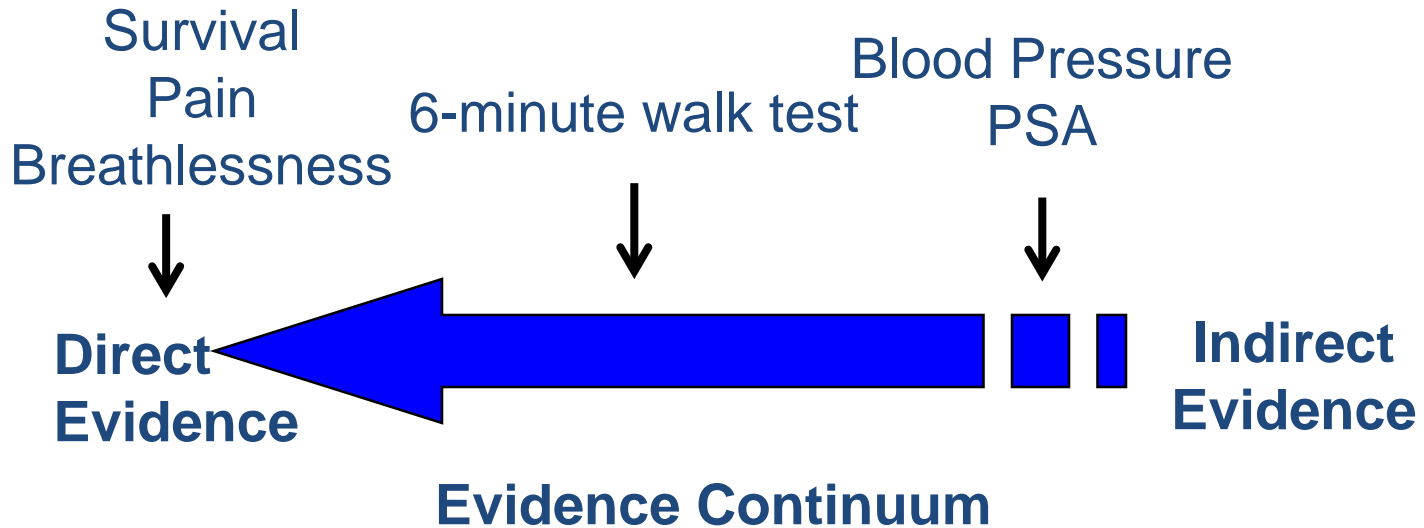 Survival
Pain
Breathlessness
6-minute walk test
Blood Pressure
PSA
Direct
Evidence
Indirect
Evidence
Evidence Continuum